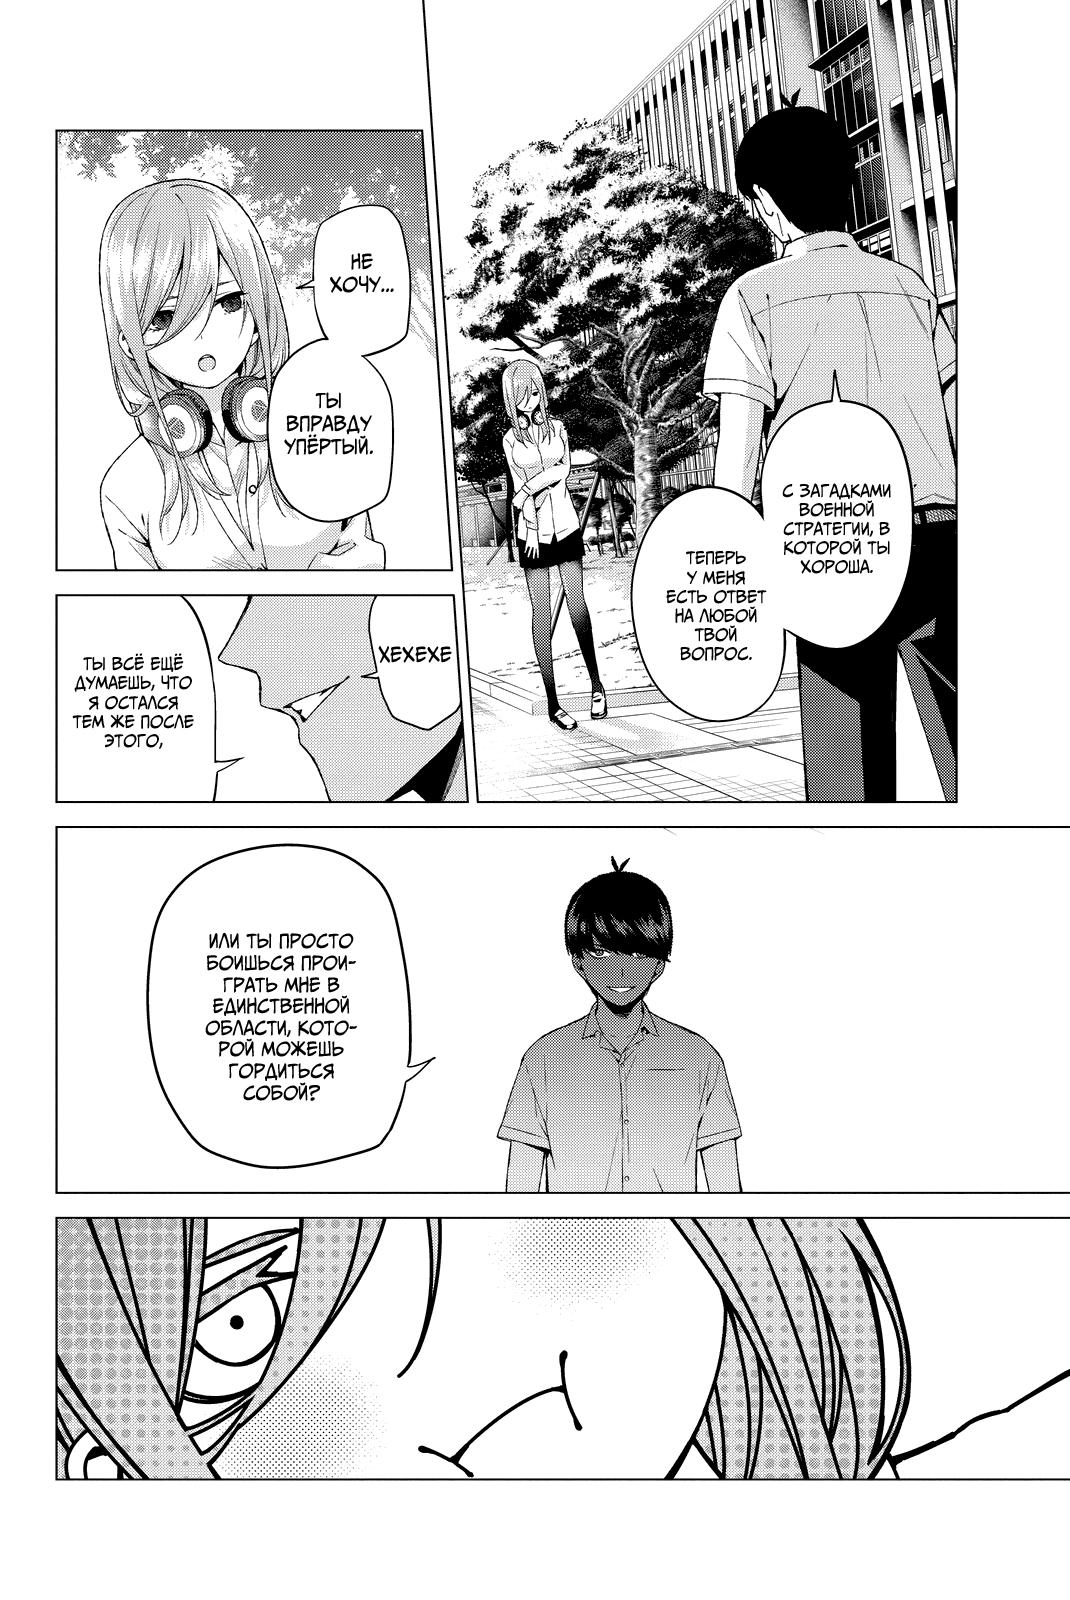 С ЗАГАДКАМИ
ВОЕННОЙ
СТРАТЕГИИ, В
КОТОРОЙ ТЫ
ХОРОША.
ТЕПЕРЬ
У МЕНЯ
ЕСТЬ ОТВЕТ
НА ЛЮБОЙ
ТВОЙ
ВОПРОС.
НЕ
ХОЧУ...
ТЫ
ВПРАВДУ
УПЁРТЫЙ.
ХЕХЕХЕ
ТЫ ВСЁ ЕЩЁ
ДУМАЕШЬ, ЧТО
Я ОСТАЛСЯ
ТЕМ ЖЕ ПОСЛЕ
ЭТОГО,
ИЛИ ТЫ ПРОСТО
БОИШЬСЯ ПРОИ-
ГРАТЬ МНЕ В
ЕДИНСТВЕННОЙ
ОБЛАСТИ, КОТО-
РОЙ МОЖЕШЬ
ГОРДИТЬСЯ
СОБОЙ?